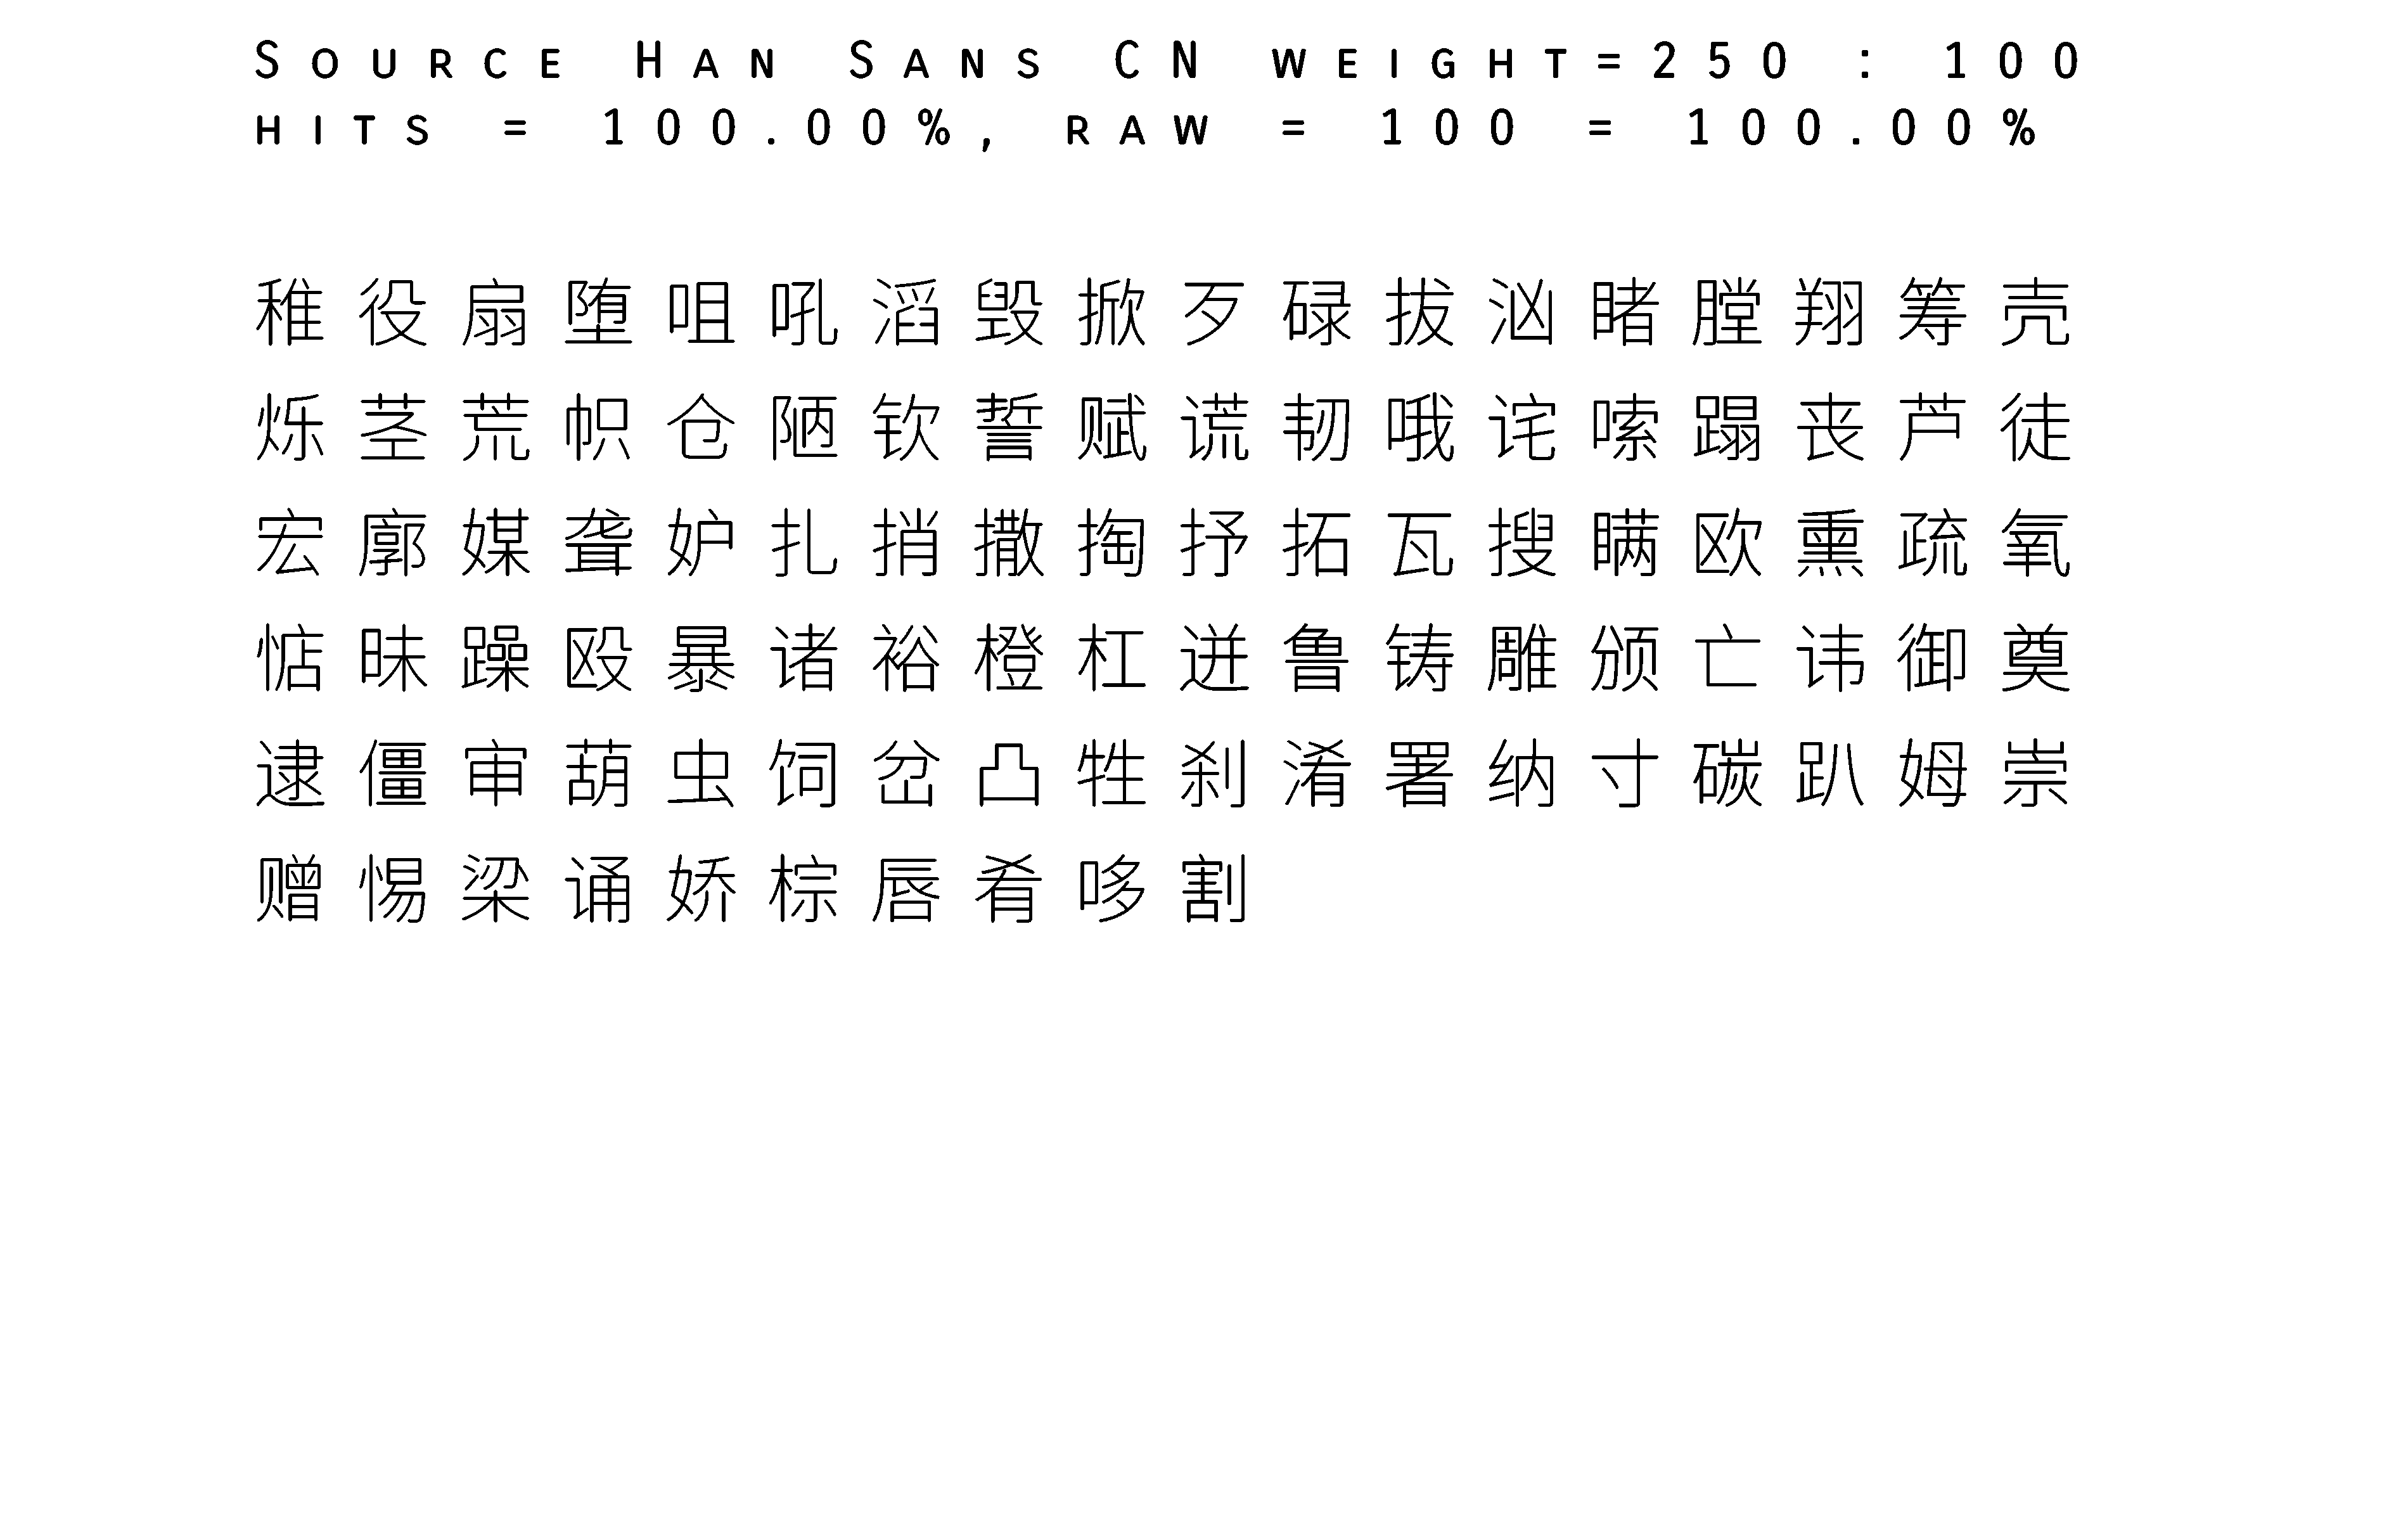 Source Han Sans CN weight=250 : 100
hits = 100.00%, raw = 100 = 100.00%
稚役扇堕咀吼滔毁掀歹碌拔汹睹膛翔筹壳
烁茎荒帜仓陋钦誓赋谎韧哦诧嗦蹋丧芦徒
宏廓媒聋妒扎捎撒掏抒拓瓦搜瞒欧熏疏氧
惦昧躁殴暴诸裕橙杠迸鲁铸雕颁亡讳御奠
逮僵审葫虫饲岔凸牲刹淆署纳寸碳趴姆崇
赠惕梁诵娇棕唇肴哆割